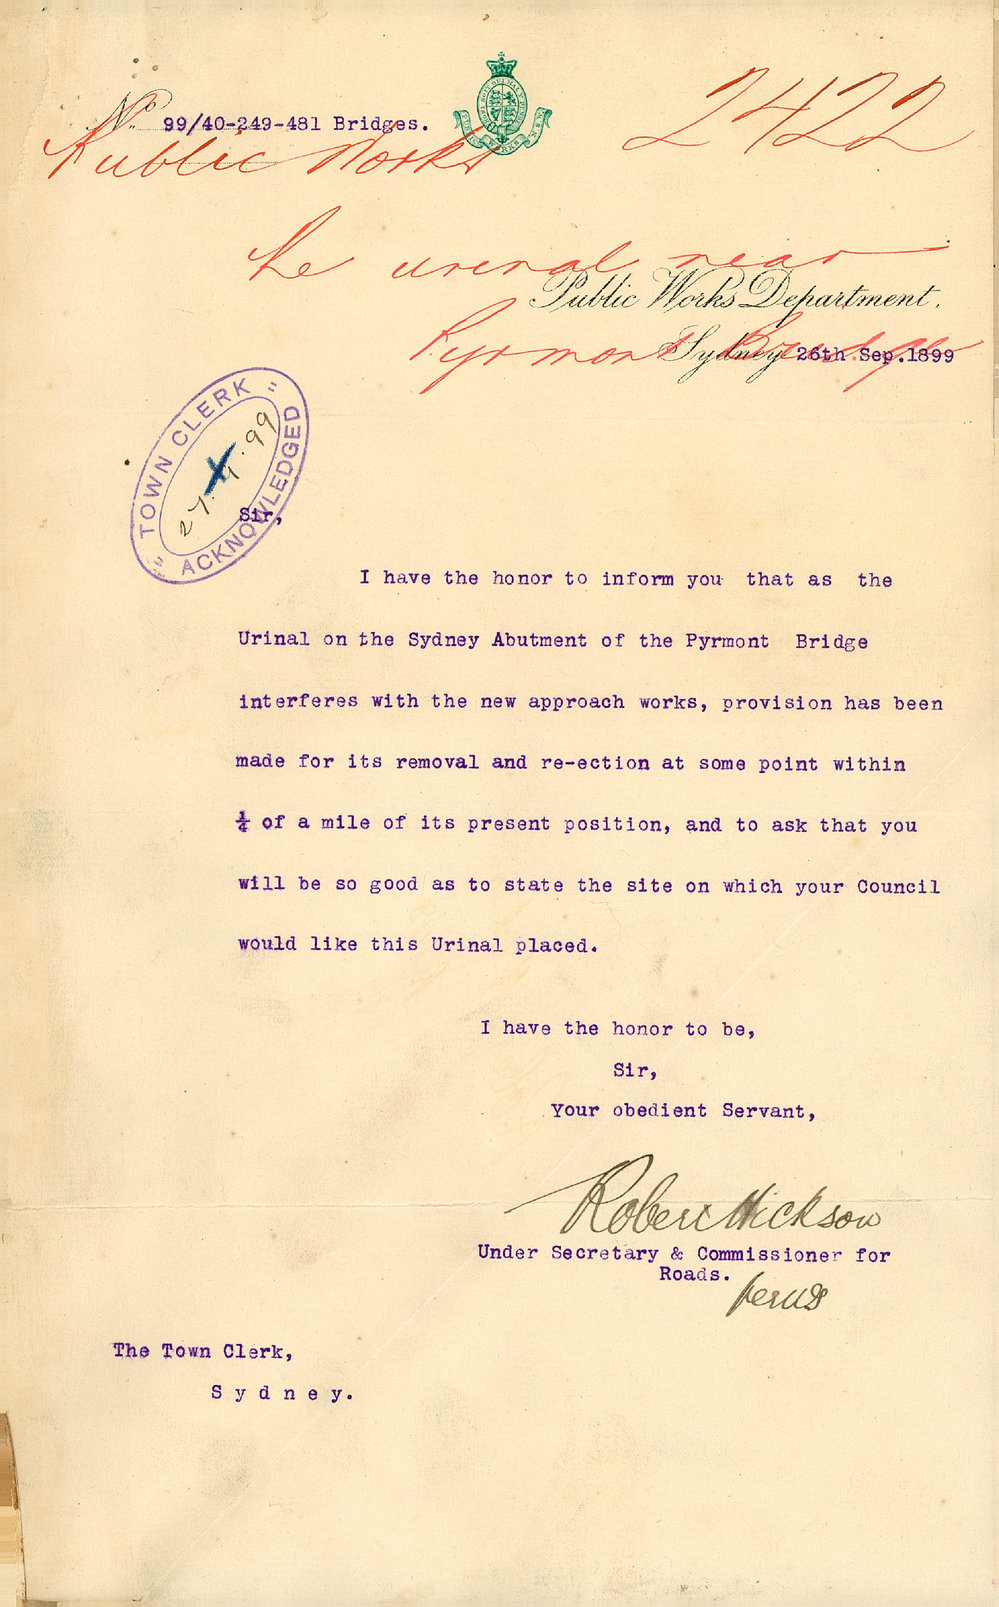 No. 99/40-249-481 Bridges.
2422
Public Works
Re urinal near
Public Works Department,
Pyrmont Bridge
Sydney 26th Sep. 1899
TOWN CLERK
27.9.99
ACKNOWLEDGED
Sir,
I have the honor to inform you that as the
Urinal on the Sydney Abutment of the Pyrmont Bridge
interferes with the new approach works, provision has been
made for its removal and re-ection at some point within
¼ of a mile of its present position, and to ask that you
will be so good as to state the site on which your Council
would like this Urinal placed.
I have the honor to be,
Sir,
Your obedient Servant,
Robert Hickson
Under Secretary & Commissioner for
Roads.
The Town Clerk,
S y d n e y.